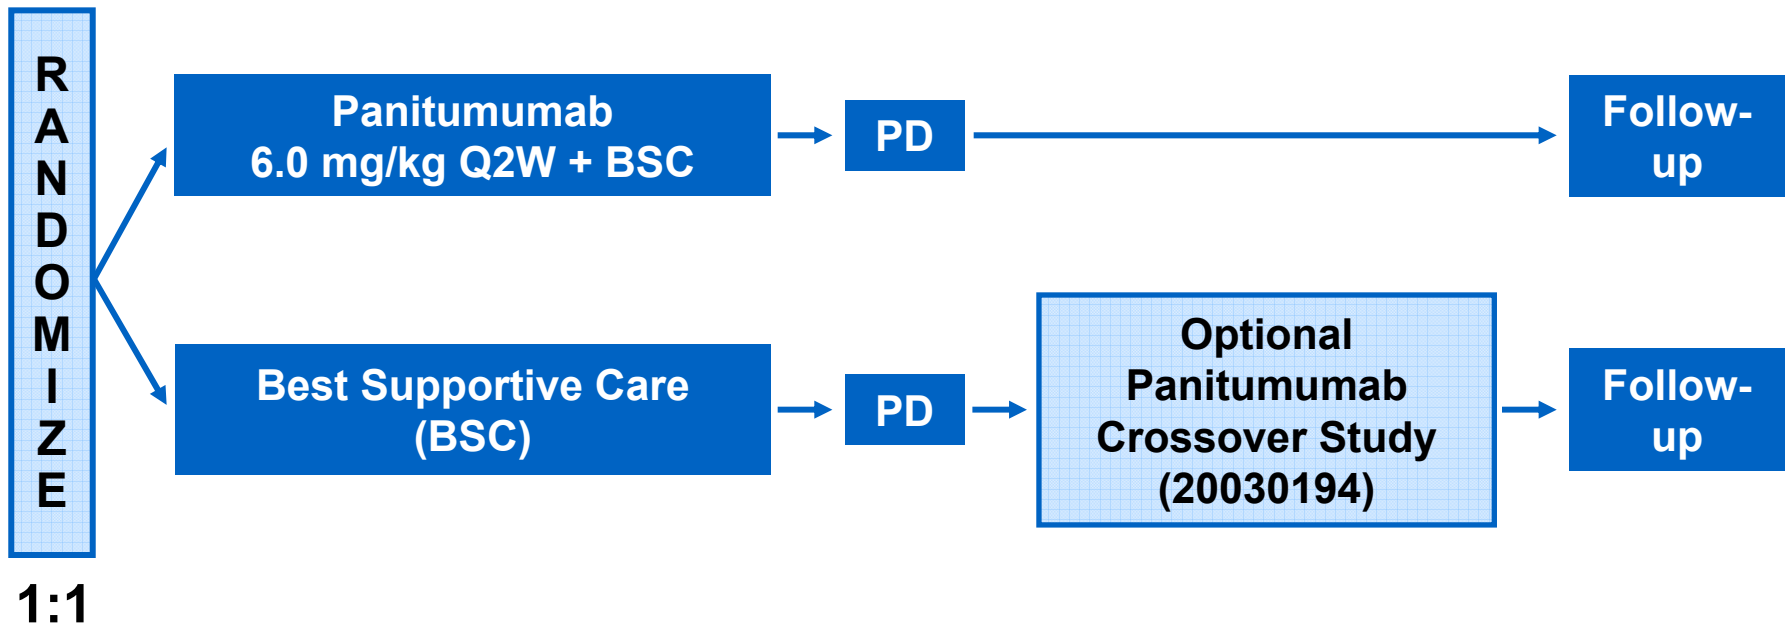 R
A
N
D
O
M
I
Z
E
1:1
Panitumumab
6.0 mg/kg Q2W + BSC
PD
Follow-
up
Best Supportive Care
(BSC)
PD
Optional
Panitumumab
Crossover Study
(20030194)
Follow-
up